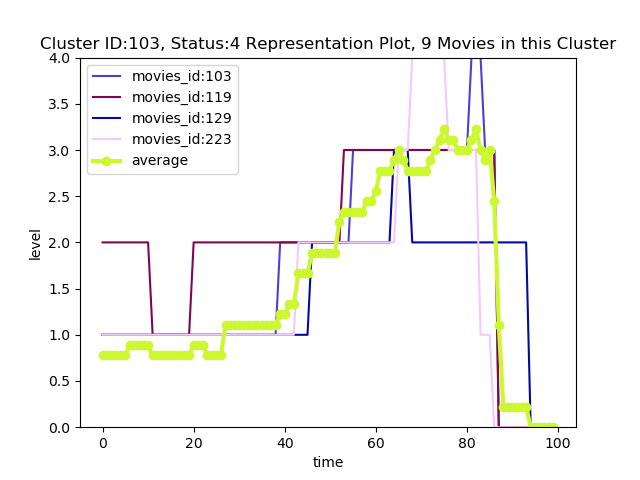 Cluster ID:103, Status:4 Representation Plot, 9 Movies in this Cluster
movies_id:103
movies_id:119
movies_id:129
movies_id:223
average
level
4.0
3.5
3.0
2.5
2.0
1.5
1.0
0.5
0.0
0 20 40 60 80 100
time